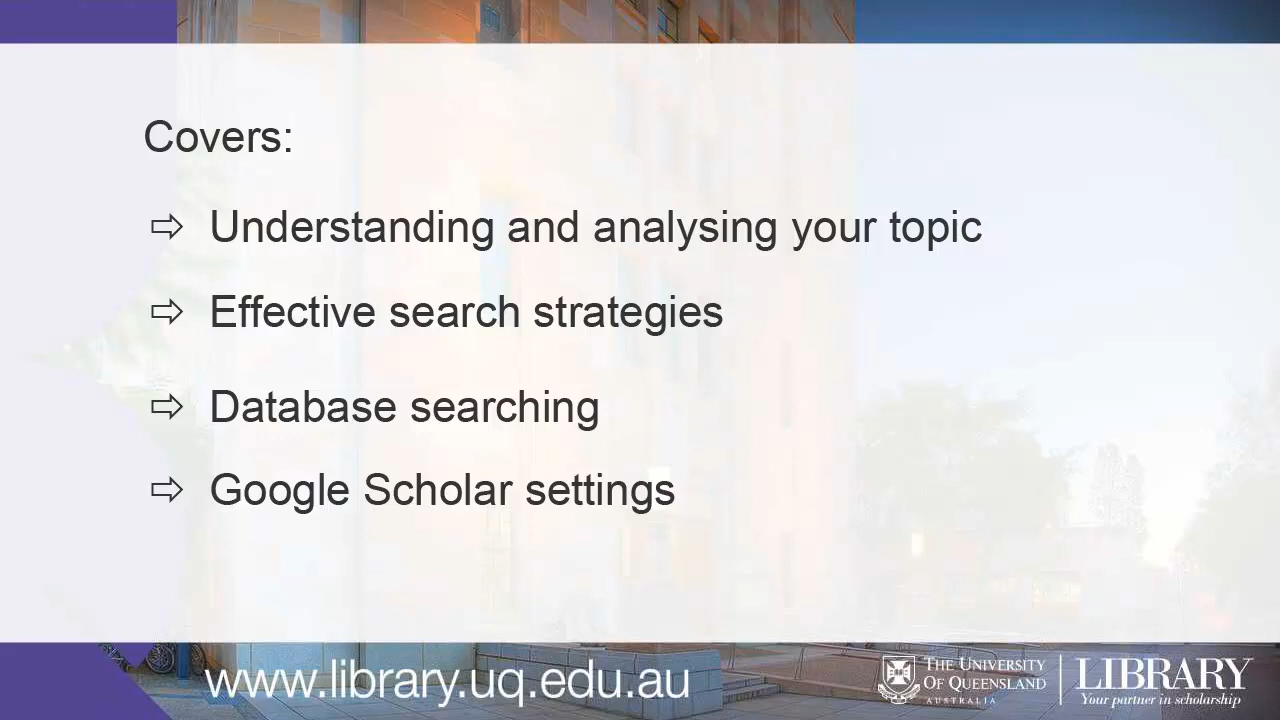 Covers:
⇨ Understanding and analysing your topic
⇨ Effective search strategies
⇨ Database searching
⇨ Google Scholar settings
www.library.uq.edu.au
THE UNIVERSITY
OF QUEENSLAND
AUSTRALIA
LIBRARY
Your partner in scholarship